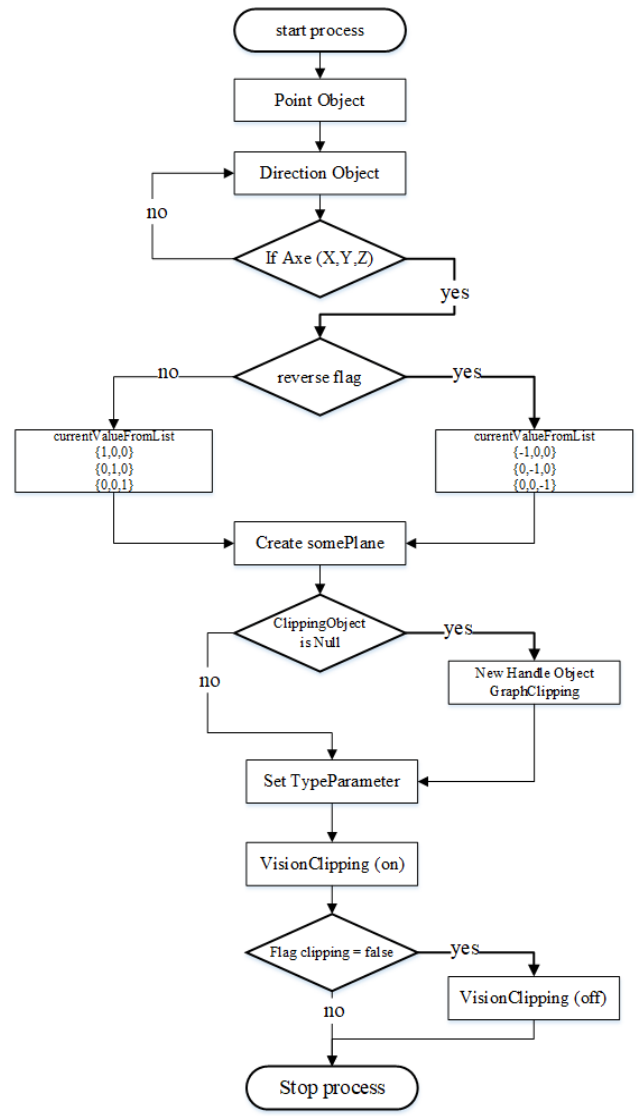 start process
Point Object
Direction Object
no
If Axe (X,Y,Z)
yes
reverse flag
no
yes
currentValueFromList
{1,0,0}
{0,1,0}
{0,0,1}
currentValueFromList
{-1,0,0}
{0,-1,0}
{0,0,-1}
Create somePlane
ClippingObject
is Null
yes
no
New Handle Object
GraphClipping
Set TypeParameter
VisionClipping (on)
Flag clipping = false
yes
no
VisionClipping (off)
Stop process